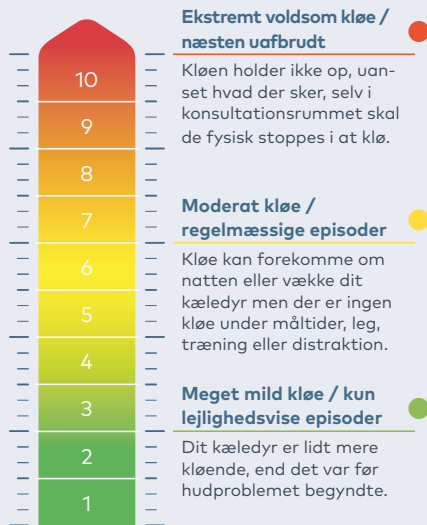 10
9
8
7
6
5
4
3
2
1
Ekstremt voldsom kløe /
næsten uafbrudt
Kløen holder ikke op, uan-
set hvad der sker, selv i
konsultationsrummet skal
de fysisk stoppes i at klø.
Moderat kløe /
regelmæssige episoder
Kløe kan forekomme om
natten eller vække dit
kæledyr men der er ingen
kløe under måltider, leg,
træning eller distraktion.
Meget mild kløe / kun
lejlighedsvise episoder
Dit kæledyr er lidt mere
kløende, end det var før
hudproblemet begyndte.